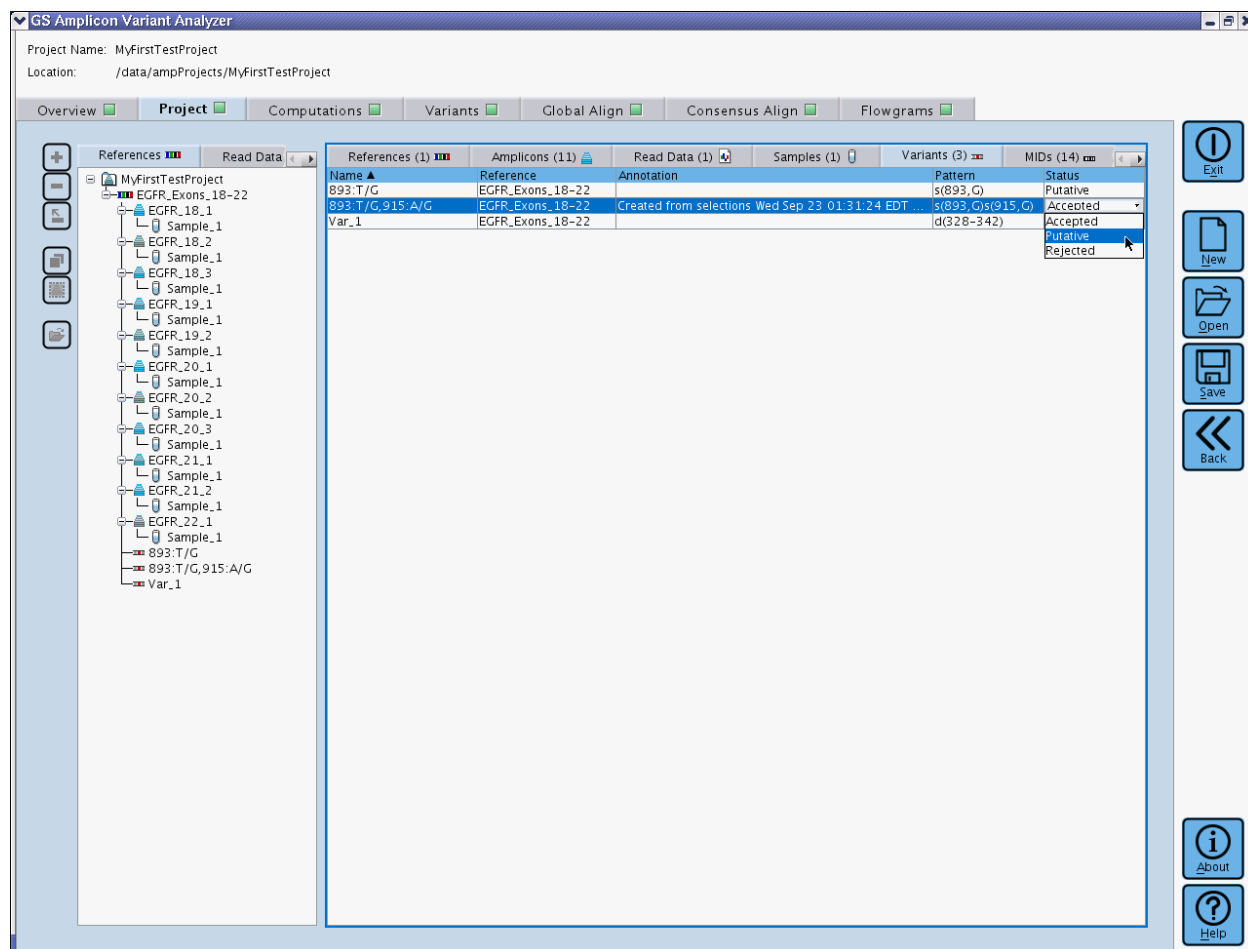 GS Amplicon Variant Analyzer
Project Name: MyFirstTestProject
Location: /data/ampProjects/MyFirstTestProject
Overview Project Computations Variants Global Align Consensus Align Flowgrams
References Read Data
MyFirstTestProject
EGFR_Exons_18-22
EGFR_18_1
Sample_1
EGFR_18_2
Sample_1
EGFR_18_3
Sample_1
EGFR_19_1
Sample_1
EGFR_19_2
Sample_1
EGFR_20_1
Sample_1
EGFR_20_2
Sample_1
EGFR_20_3
Sample_1
EGFR_21_1
Sample_1
EGFR_21_2
Sample_1
EGFR_22_1
Sample_1
893:T/G
893:T/G,915:A/G
Var_1
References (1) Amplicons (11) Read Data (1) Samples (1) Variants (3) MIDs (14)
Name Reference Annotation Pattern Status
893:T/G EGFR_Exons_18-22 s(893,G) Putative
893:T/G,915:A/G EGFR_Exons_18-22 Created from selections Wed Sep 23 01:31:24 EDT ... s(893,G)s(915,G) Accepted
Var_1 EGFR_Exons_18-22 d(328-342) Accepted
Putative
Rejected
Exit
New
Open
Save
Back
About
Help